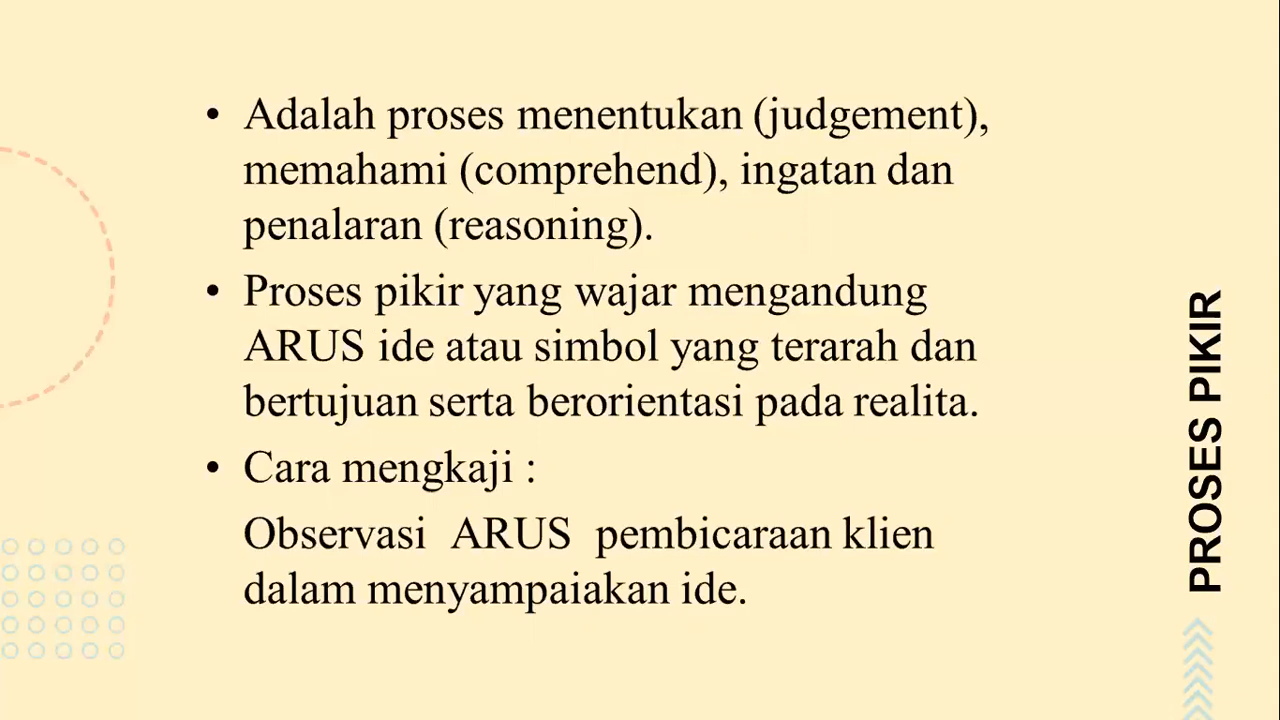 • Adalah proses menentukan (judgement),
memahami (comprehend), ingatan dan
penalaran (reasoning).
• Proses pikir yang wajar mengandung
ARUS ide atau simbol yang terarah dan
bertujuan serta berorientasi pada realita.
• Cara mengkaji :
Observasi ARUS pembicaraan klien
dalam menyampaiakan ide.
PROSES PIKIR